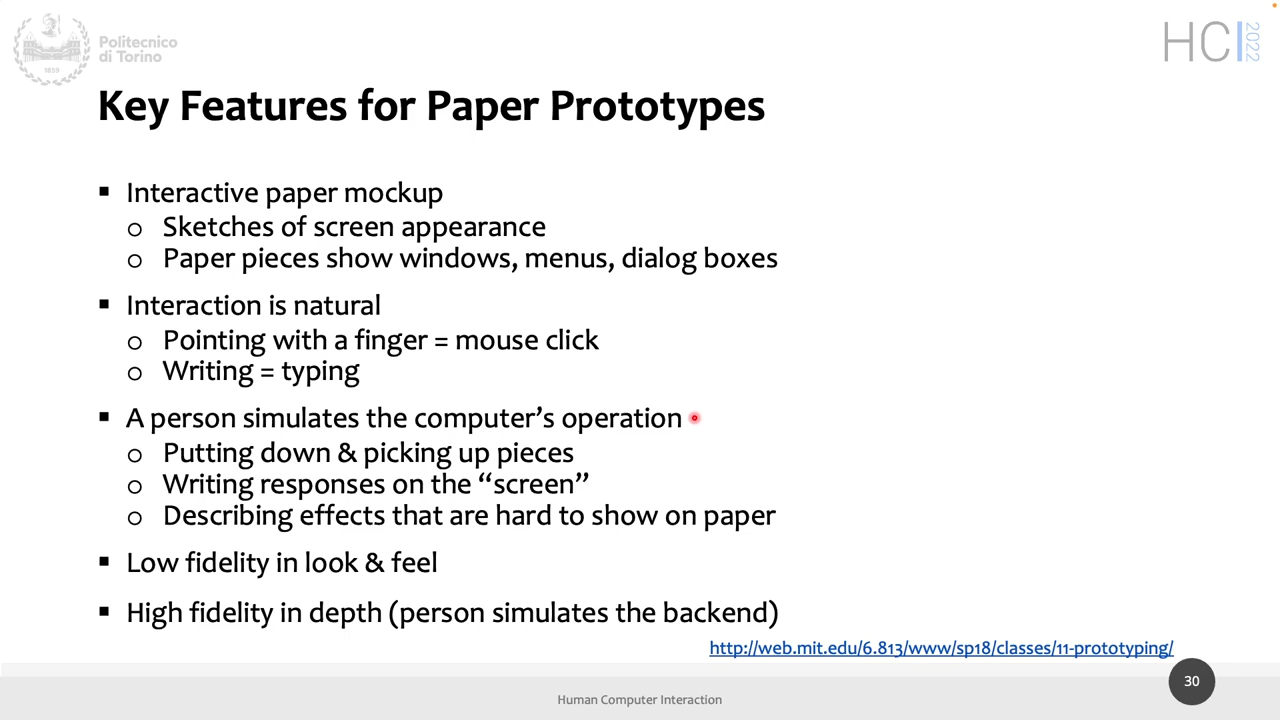 Politecnico
di Torino
1859
HCI 2022
Key Features for Paper Prototypes
▪ Interactive paper mockup
o Sketches of screen appearance
o Paper pieces show windows, menus, dialog boxes
▪ Interaction is natural
o Pointing with a finger = mouse click
o Writing = typing
▪ A person simulates the computer’s operation
o Putting down & picking up pieces
o Writing responses on the “screen”
o Describing effects that are hard to show on paper
▪ Low fidelity in look & feel
▪ High fidelity in depth (person simulates the backend)
http://web.mit.edu/6.813/www/sp18/classes/11-prototyping/
30
Human Computer Interaction